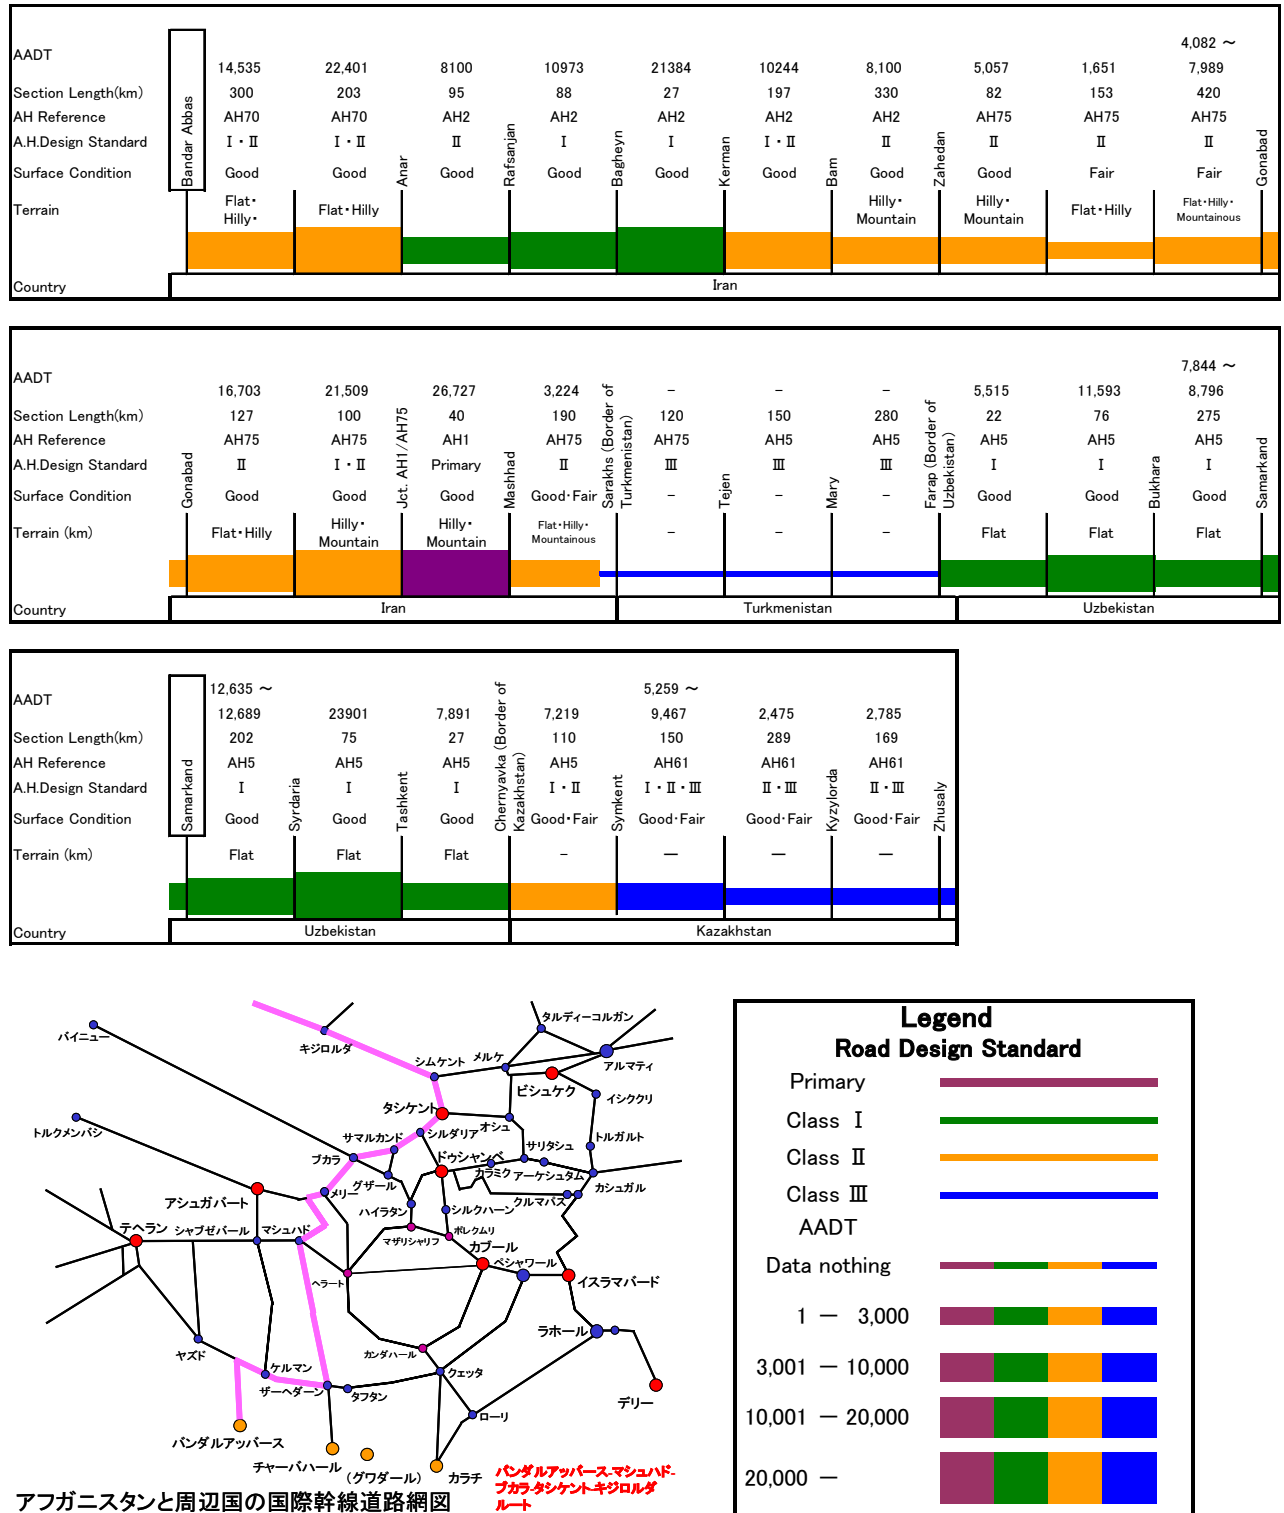 4,082 ～
AADT
14,535 22,401 8100 10973 21384 10244 8,100 5,057 1,651 7,989
Section Length(km) 300 203 95 88 27 197 330 82 153 420
AH Reference AH70 AH70 AH2 AH2 AH2 AH2 AH2 AH75 AH75 AH75
A.H.Design Standard Ⅰ・Ⅱ Ⅰ・Ⅱ Ⅱ Ⅰ Ⅰ Ⅰ・Ⅱ Ⅱ Ⅱ Ⅱ Ⅱ
Surface Condition Good Good Good Good Good Good Good Good Fair Fair
Bandar Abbas
Anar
Rafsanjan
Bagheyn
Kerman
Bam
Zahedan
Gonabad
Terrain
Flat・
Hilly・
Flat・Hilly
Hilly・
Mountain
Hilly・
Mountain
Flat・Hilly
Flat・Hilly・
Mountainous
Country Iran
7,844 ～
AADT
16,703 21,509 26,727 3,224 － － － 5,515 11,593 8,796
Section Length(km) 127 100 40 190 120 150 280 22 76 275
AH Reference AH75 AH75 AH1 AH75 AH75 AH5 AH5 AH5 AH5 AH5
A.H.Design Standard Ⅱ Ⅰ・Ⅱ Primary Ⅱ Ⅲ Ⅲ Ⅲ Ⅰ Ⅰ Ⅰ
Surface Condition Good Good Good Good・Fair － － － Good Good Good
Gonabad
Jct. AH1/AH75
Mashhad
Sarakhs (Border of
Turkmenistan)
Tejen
Mary
Farap (Border of
Uzbekistan)
Bukhara
Samarkand
Terrain (km)
Flat・Hilly
Hilly・
Mountain
Hilly・
Mountain
Flat・Hilly・
Mountainous
－ － － Flat Flat Flat
Country Iran Turkmenistan Uzbekistan
12,635 ～ 5,259 ～
AADT
12,689 23901 7,891 7,219 9,467 2,475 2,785
Section Length(km) 202 75 27 110 150 289 169
AH Reference AH5 AH5 AH5 AH5 AH61 AH61 AH61
A.H.Design Standard Ⅰ Ⅰ Ⅰ Ⅰ・Ⅱ Ⅰ・Ⅱ・Ⅲ Ⅱ・Ⅲ Ⅱ・Ⅲ
Surface Condition Good Good Good Good・Fair Good・Fair Good・Fair Good・Fair
Samarkand
Syrdaria
Tashkent
Chernyavka (Border of
Kazakhstan)
Symkent
Kyzylorda
Zhusaly
Terrain (km) Flat Flat Flat － ― ― ―
Country Uzbekistan Kazakhstan
バイニュー
キジロルダ
シムケント
メルケ
タルディーコルガン
アルマティ
ビシュケク
イシククリ
トルクメンバシ
タシケント
オシュ
サマルカンド
シルダリア
サリタシュ
トルガルト
ブカラ
ドゥシャンベ
カラミク
アーケシュタム
カシュガル
グザール
アシュガバート
メリー
ハイラタン
シルクハーン
クルマパス
テヘラン
シャブゼバール
マシュハド
マザリシャリフ
ポレクムリ
カブール
ペシャワール
ヘラート
イスラマバード
ラホール
ヤズド
ケルマン
カンダハール
クェッタ
ザーヘダーン
タフタン
デリー
ローリ
バンダルアッバース
チャーバハール
(グワダール)
カラチ
バンダルアッバース-マシュハド-
ブカラ-タシケント-キジロルダ
ルート
アフガニスタンと周辺国の国際幹線道路網図
Legend
Road Design Standard
Primary
Class Ⅰ
Class Ⅱ
Class Ⅲ
AADT
Data nothing
1 － 3,000
3,001 － 10,000
10,001 － 20,000
20,000 －